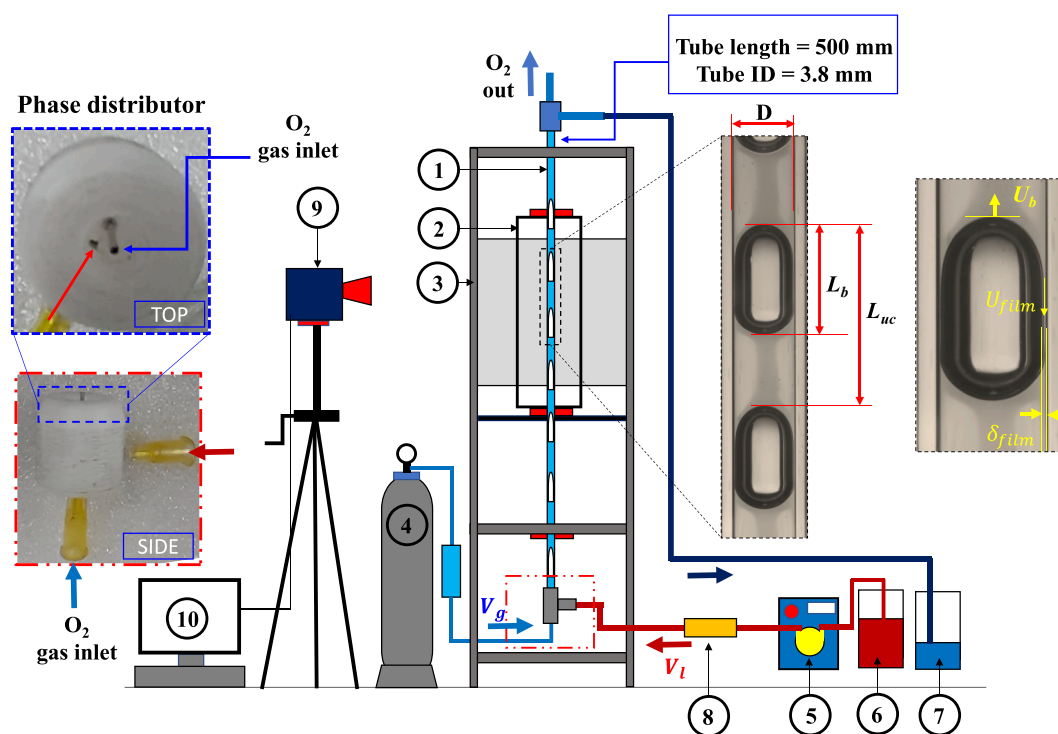 Tube length = 500 mm
Tube ID = 3.8 mm
O2
out
Phase distributor
O2
gas inlet
TOP
SIDE
O2
gas inlet
1
2
3
4
5
6
7
8
9
10
Vg
Vl
D
Lb
Luc
Ub
Ufilm
δfilm